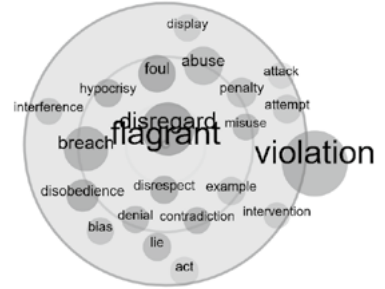 display
foul
abuse
attack
hypocrisy
penalty
interference
attempt
disregard
misuse
flagrant
breach
violation
disobedience
disrespect
example
denial
contradiction
intervention
bias
lie
act